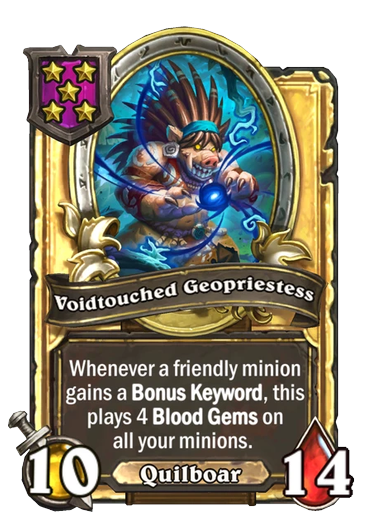 Voidtouched Geopriestess
Whenever a friendly minion
gains a Bonus Keyword, this
plays 4 Blood Gems on
all your minions.
10
Quilboar
14